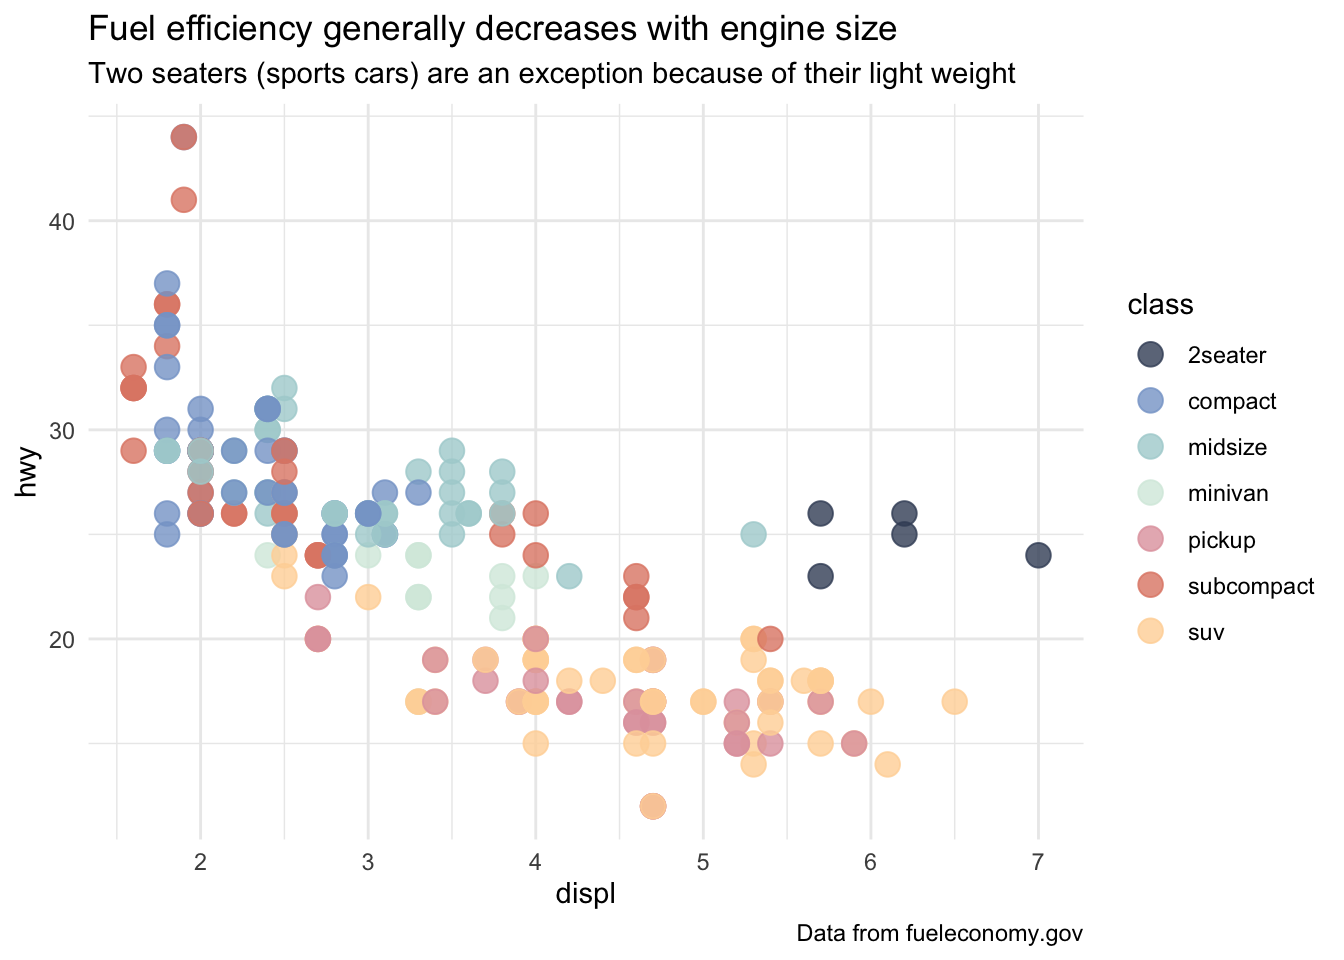 Fuel efficiency generally decreases with engine size
Two seaters (sports cars) are an exception because of their light weight
40
30
20
hwy
2 3 4 5 6 7
displ
class
2seater
compact
midsize
minivan
pickup
subcompact
suv
Data from fueleconomy.gov